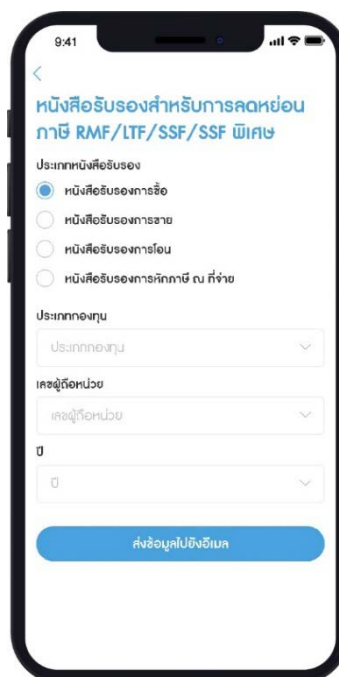 9:41
หนังสือรับรองสำหรับการลดหย่อน
ภาษี RMF/LTF/SSF/SSF พิเศษ
ประเภทหนังสือรับรอง
หนังสือรับรองการซื้อ
หนังสือรับรองการขาย
หนังสือรับรองการโอน
หนังสือรับรองการหักภาษี ณ ที่จ่าย
ประเภทกองทุน
ประเภทกองทุน
เลขผู้ถือหน่วย
เลขผู้ถือหน่วย
ปี
ปี
ส่งข้อมูลไปยังอีเมล